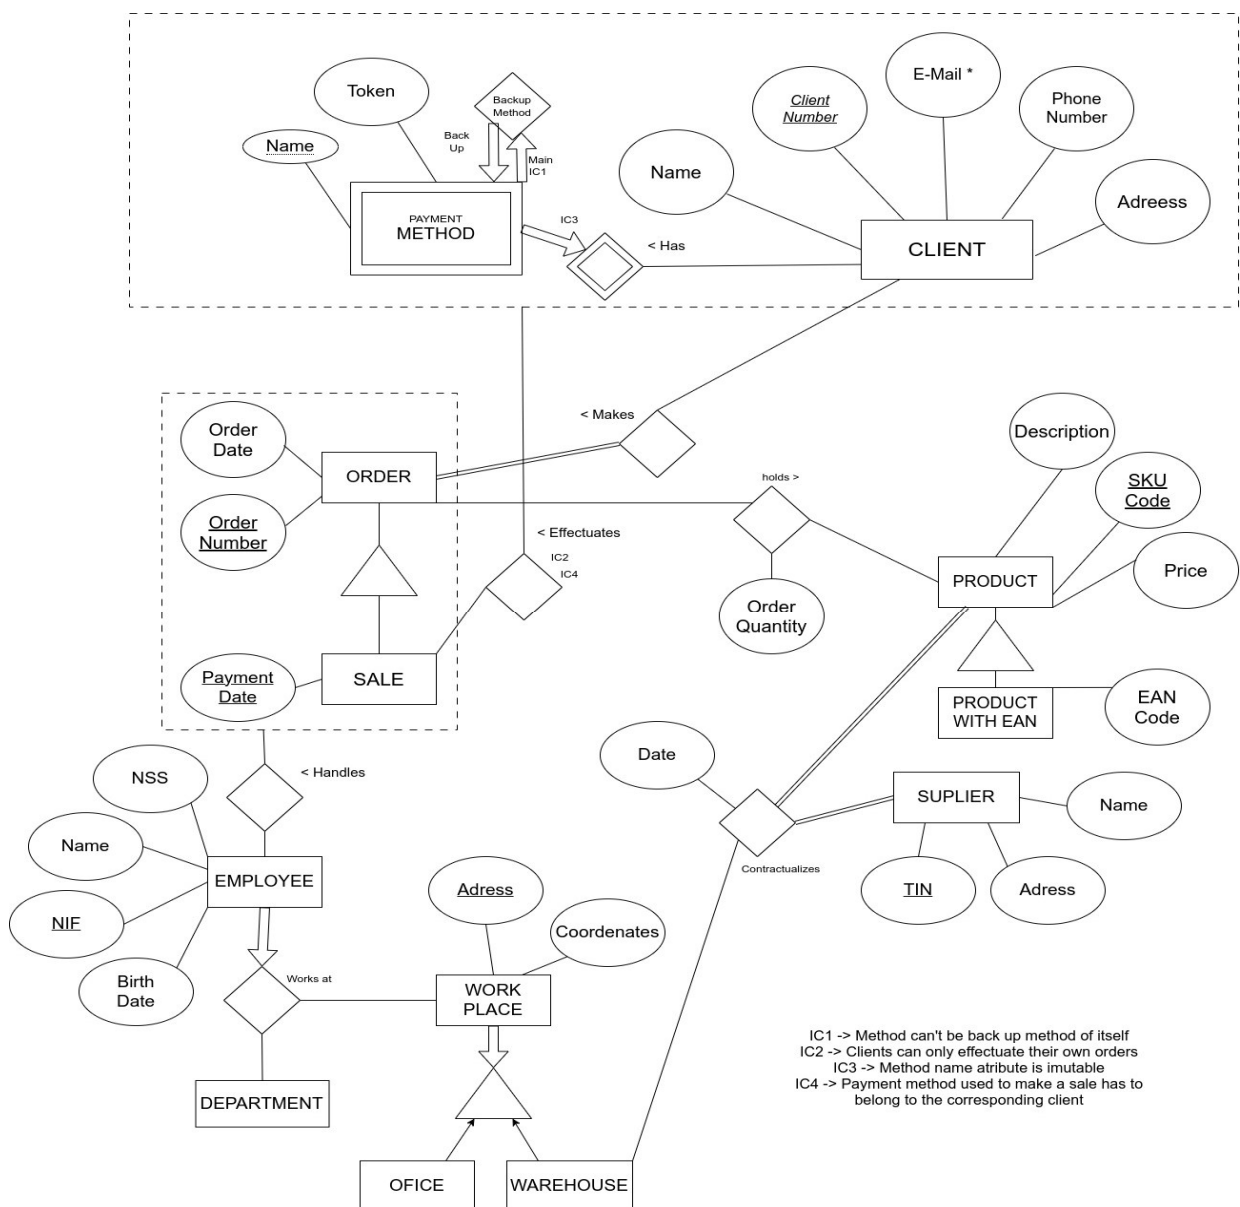 Token
Backup
Method
Back
Up
Main
IC1
Name
PAYMENT
METHOD
IC3
< Has
Name
Client
Number
E-Mail *
Phone
Number
Adreess
CLIENT
< Makes
Order
Date
ORDER
Order
Number
< Effectuates
IC2
IC4
holds >
Order
Quantity
Description
SKU
Code
Price
PRODUCT
PRODUCT
WITH EAN
EAN
Code
Payment
Date
SALE
< Handles
NSS
Name
NIF
Birth
Date
EMPLOYEE
Works at
DEPARTMENT
Adress
Coordenates
WORK
PLACE
OFICE
WAREHOUSE
Date
Contractualizes
SUPLIER
Name
TIN
Adress
IC1 -> Method can't be back up method of itself
IC2 -> Clients can only effectuate their own orders
IC3 -> Method name atribute is imutable
IC4 -> Payment method used to make a sale has to
belong to the corresponding client